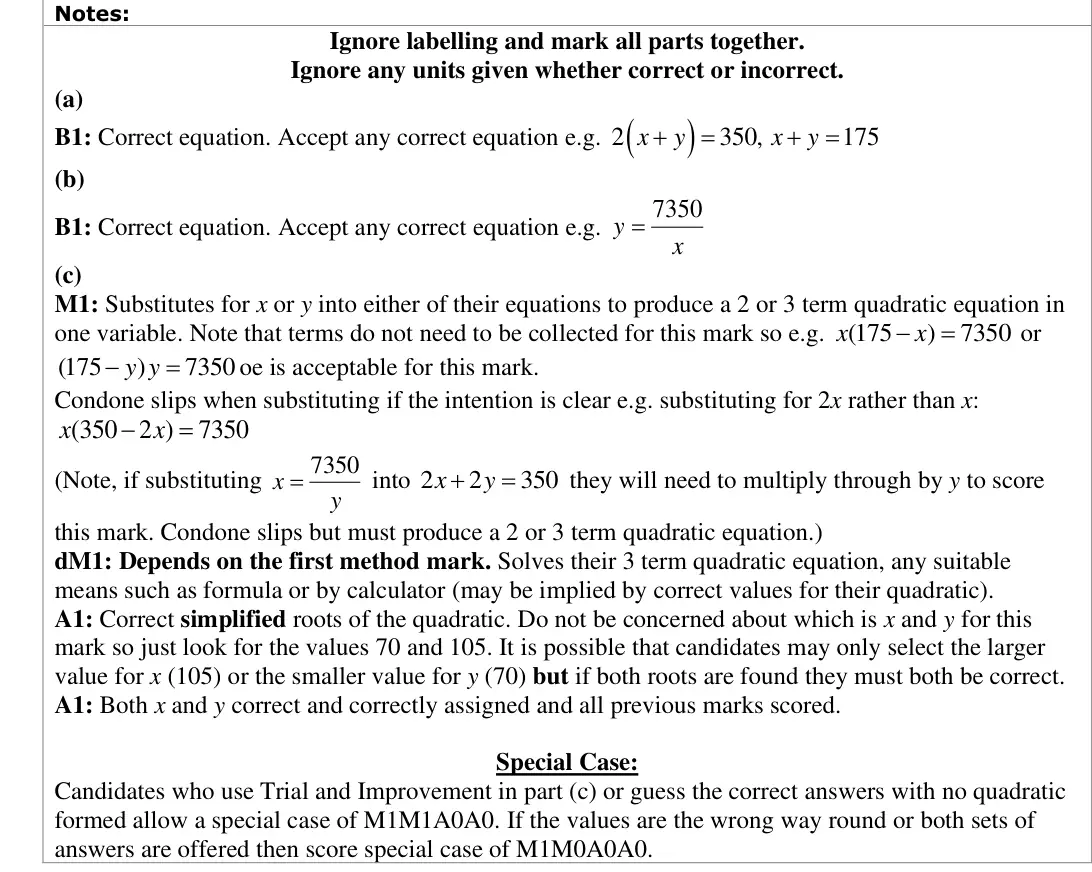 Notes:
Ignore labelling and mark all parts together.
Ignore any units given whether correct or incorrect.
(a)
B1: Correct equation. Accept any correct equation e.g. 2(x + y) = 350, x + y = 175
(b)
B1: Correct equation. Accept any correct equation e.g. y = 7350/x
(c)
M1: Substitutes for x or y into either of their equations to produce a 2 or 3 term quadratic equation in
one variable. Note that terms do not need to be collected for this mark so e.g. x(175 − x) = 7350 or
(175 − y)y = 7350 oe is acceptable for this mark.
Condone slips when substituting if the intention is clear e.g. substituting for 2x rather than x:
x(350 − 2x) = 7350
(Note, if substituting x = 7350/y into 2x + 2y = 350 they will need to multiply through by y to score
this mark. Condone slips but must produce a 2 or 3 term quadratic equation.)
dM1: Depends on the first method mark. Solves their 3 term quadratic equation, any suitable
means such as formula or by calculator (may be implied by correct values for their quadratic).
A1: Correct simplified roots of the quadratic. Do not be concerned about which is x and y for this
mark so just look for the values 70 and 105. It is possible that candidates may only select the larger
value for x (105) or the smaller value for y (70) but if both roots are found they must both be correct.
A1: Both x and y correct and correctly assigned and all previous marks scored.
Special Case:
Candidates who use Trial and Improvement in part (c) or guess the correct answers with no quadratic
formed allow a special case of M1M1A0A0. If the values are the wrong way round or both sets of
answers are offered then score special case of M1M0A0A0.